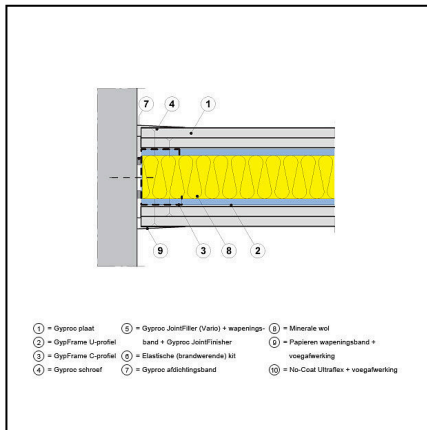 7 4 1
9 3 8 2
1 = Gyproc plaat
2 = GypFrame U-profiel
3 = GypFrame C-profiel
4 = Gyproc schroef
5 = Gyproc JointFiller (Vario) + wapenings-
band + Gyproc JointFinisher
6 = Elastische (brandwerende) kit
7 = Gyproc afdichtingsband
8 = Minerale wol
9 = Papieren wapeningsband +
voegafwerking
10 = No-Coat Ultraflex + voegafwerking